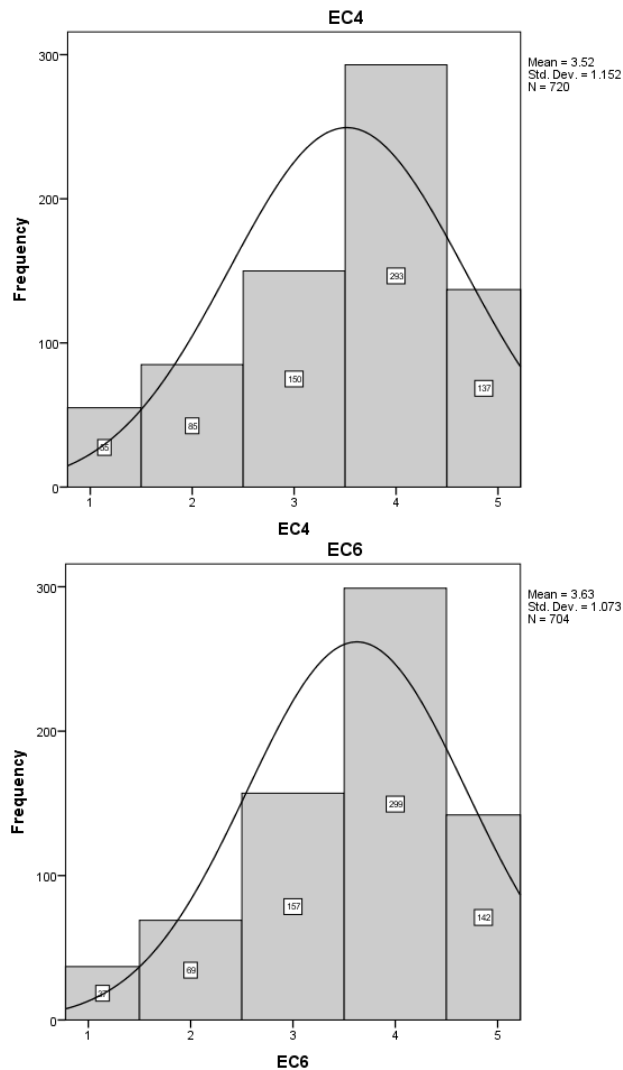 EC4
Mean = 3.52
Std. Dev. = 1.152
N = 720
300
200
100
0
Frequency
55
85
150
293
137
1 2 3 4 5
EC4
EC6
Mean = 3.63
Std. Dev. = 1.073
N = 704
300
200
100
0
Frequency
37
69
157
299
142
1 2 3 4 5
EC6